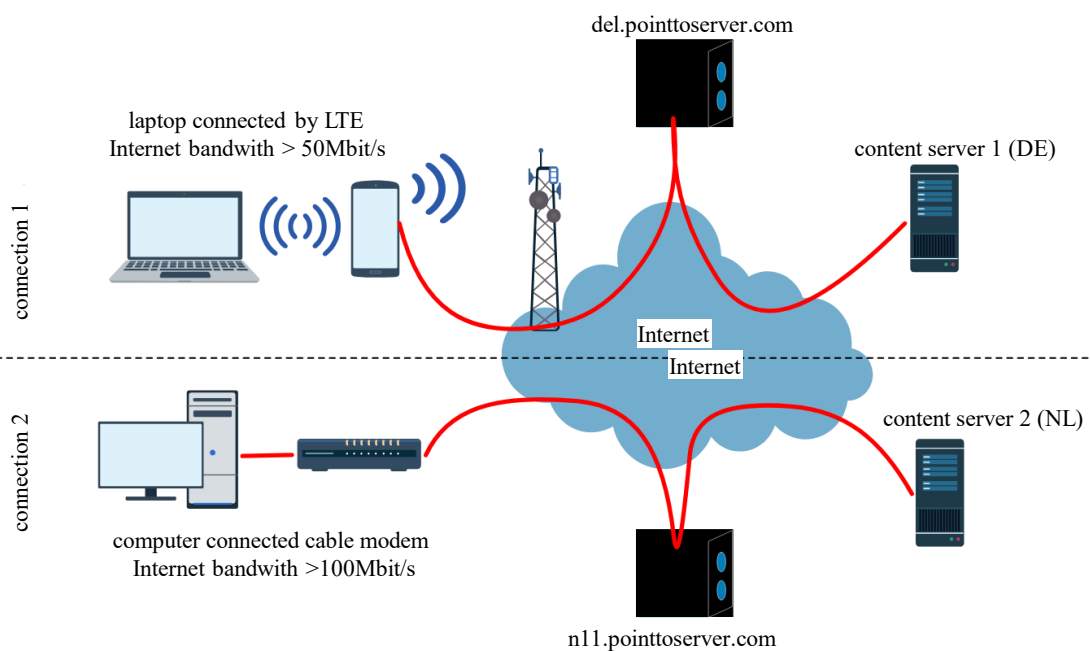 del.pointtoserver.com
laptop connected by LTE
Internet bandwith > 50Mbit/s
content server 1 (DE)
connection 1
Internet
Internet
connection 2
content server 2 (NL)
computer connected cable modem
Internet bandwith >100Mbit/s
n11.pointtoserver.com